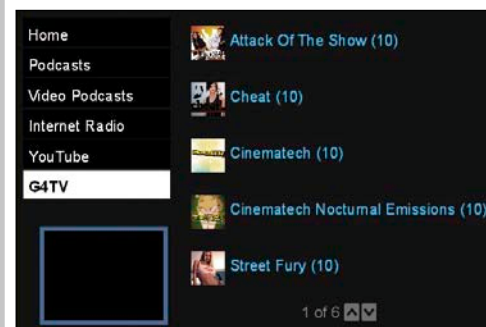 Home
Podcasts
Video Podcasts
Internet Radio
YouTube
G4TV
Attack Of The Show (10)
Cheat (10)
Cinematech (10)
Cinematech Nocturnal Emissions (10)
Street Fury (10)
1 of 6